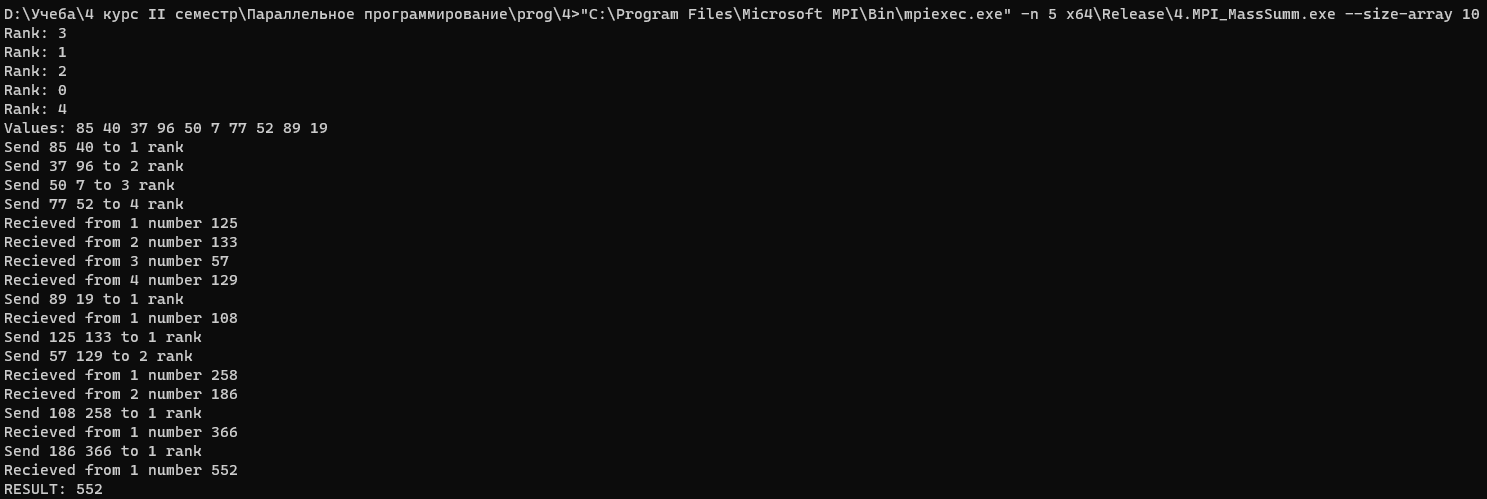 D:\Учеба\4 курс II семестр\Параллельное программирование\prog\4>"C:\Program Files\Microsoft MPI\Bin\mpiexec.exe" -n 5 x64\Release\4.MPI_MassSumm.exe --size-array 10
Rank: 3
Rank: 1
Rank: 2
Rank: 0
Rank: 4
Values: 85 40 37 96 50 7 77 52 89 19
Send 85 40 to 1 rank
Send 37 96 to 2 rank
Send 50 7 to 3 rank
Send 77 52 to 4 rank
Recieved from 1 number 125
Recieved from 2 number 133
Recieved from 3 number 57
Recieved from 4 number 129
Send 89 19 to 1 rank
Recieved from 1 number 108
Send 125 133 to 1 rank
Send 57 129 to 2 rank
Recieved from 1 number 258
Recieved from 2 number 186
Send 108 258 to 1 rank
Recieved from 1 number 366
Send 186 366 to 1 rank
Recieved from 1 number 552
RESULT: 552